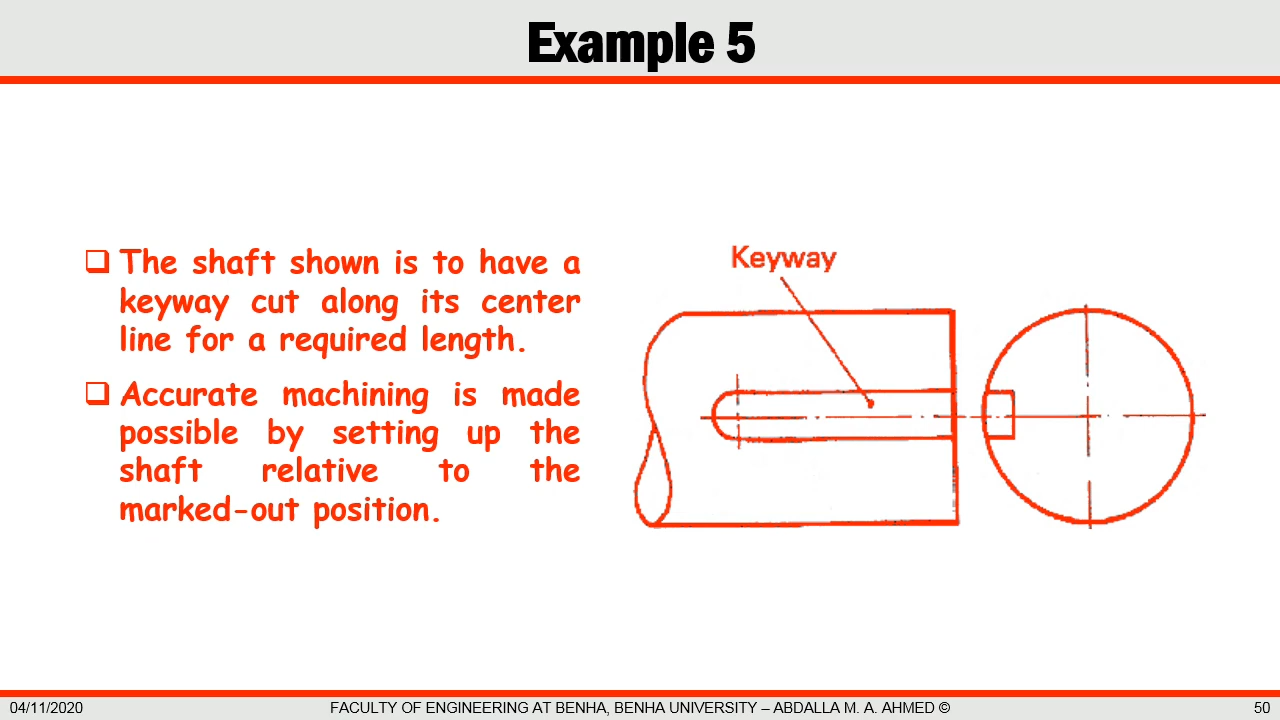 Example 5
The shaft shown is to have a
keyway cut along its center
line for a required length.
Accurate machining is made
possible by setting up the
shaft relative to the
marked-out position.
Keyway
04/11/2020
FACULTY OF ENGINEERING AT BENHA, BENHA UNIVERSITY – ABDALLA M. A. AHMED ©
50